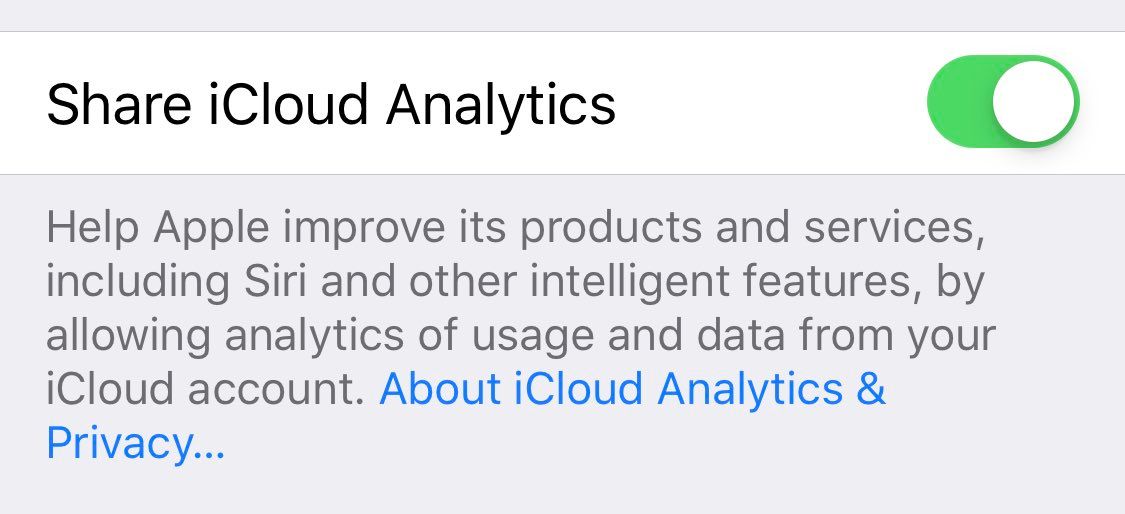 Share iCloud Analytics
Help Apple improve its products and services,
including Siri and other intelligent features, by
allowing analytics of usage and data from your
iCloud account. About iCloud Analytics &
Privacy...